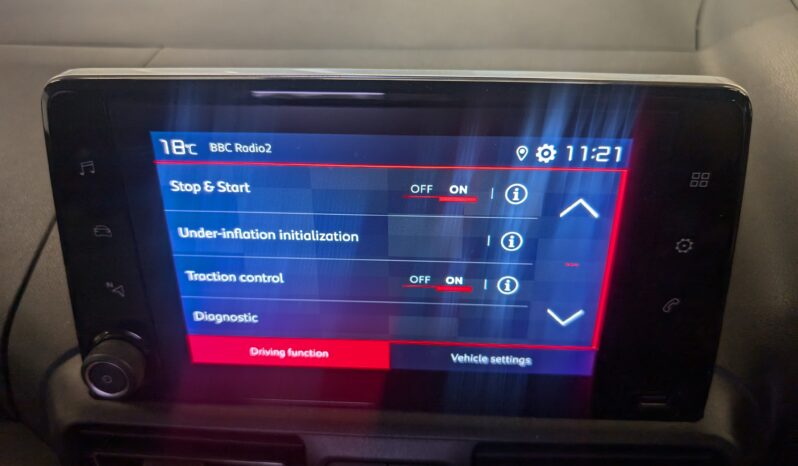 18°C BBC Radio2 11:21
Stop & Start OFF ON i
Under-inflation initialization i
Traction control OFF ON i
Diagnostic
Driving function Vehicle settings